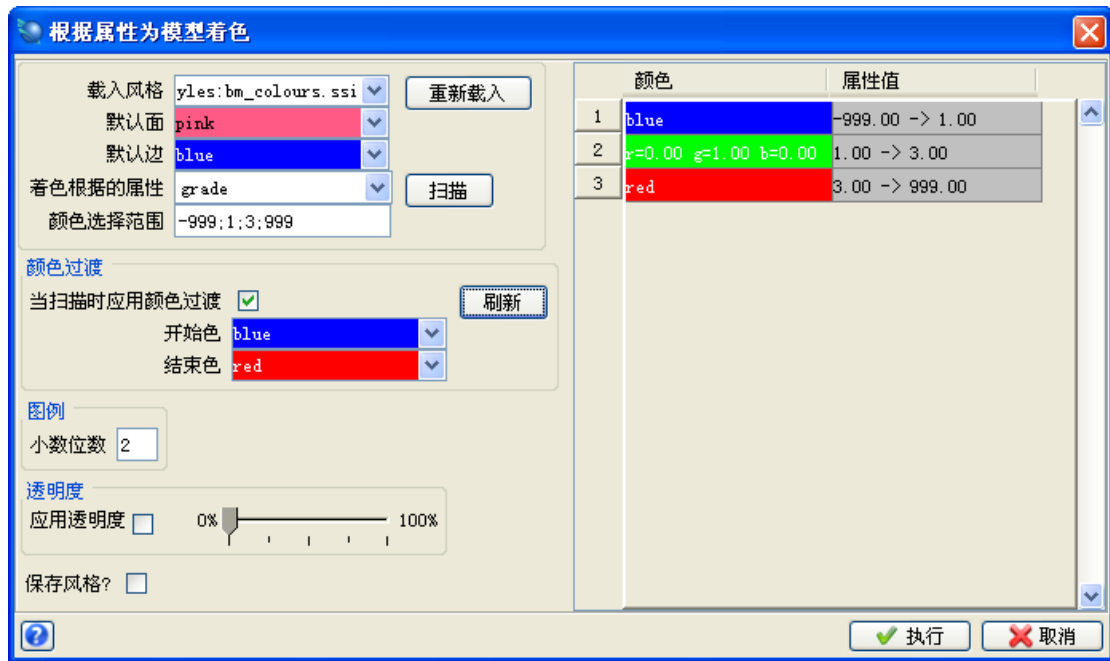 根据属性为模型着色
载入风格 yles:bm_colours.ssi 重新载入
默认面 pink
默认边 blue
着色根据的属性 grade 扫描
颜色选择范围 -999;1;3;999
颜色过渡
当扫描时应用颜色过渡 刷新
开始色 blue
结束色 red
图例
小数位数 2
透明度
应用透明度 0% 100%
保存风格?
颜色 属性值
1 blue -999.00 -> 1.00
2 r=0.00 g=1.00 b=0.00 1.00 -> 3.00
3 red 3.00 -> 999.00
执行 取消